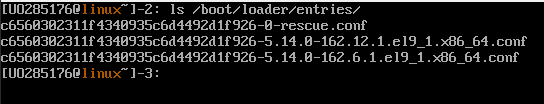 [UO285176@linux~]-2: ls /boot/loader/entries/
c6560302311f4340935c6d4492d1f926-0-rescue.conf
c6560302311f4340935c6d4492d1f926-5.14.0-162.12.1.el9_1.x86_64.conf
c6560302311f4340935c6d4492d1f926-5.14.0-162.6.1.el9_1.x86_64.conf
[UO285176@linux~]-3: